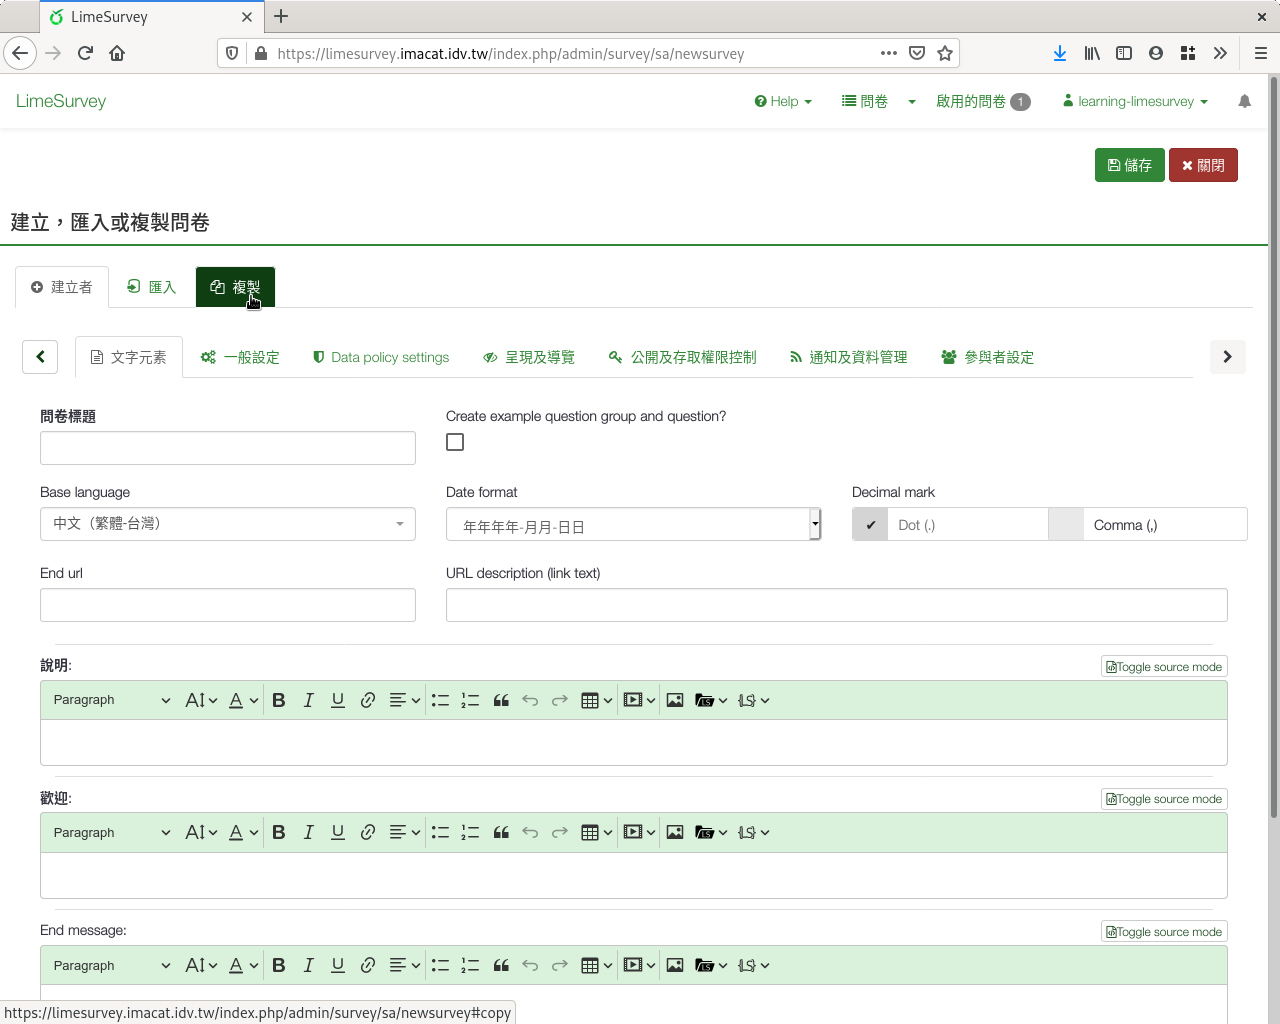 LimeSurvey
https://limesurvey.imacat.idv.tw/index.php/admin/survey/sa/newsurvey
LimeSurvey
Help
問卷
啟用的問卷 1
learning-limesurvey
儲存
關閉
建立，匯入或複製問卷
建立者
匯入
複製
文字元素
一般設定
Data policy settings
呈現及導覽
公開及存取權限控制
通知及資料管理
參與者設定
問卷標題
Create example question group and question?
Base language
Date format
Decimal mark
中文（繁體-台灣）
年年年年-月月-日日
Dot (.)
Comma (,)
End url
URL description (link text)
說明:
Toggle source mode
Paragraph
歡迎:
Toggle source mode
Paragraph
End message:
Toggle source mode
Paragraph
https://limesurvey.imacat.idv.tw/index.php/admin/survey/sa/newsurvey#copy